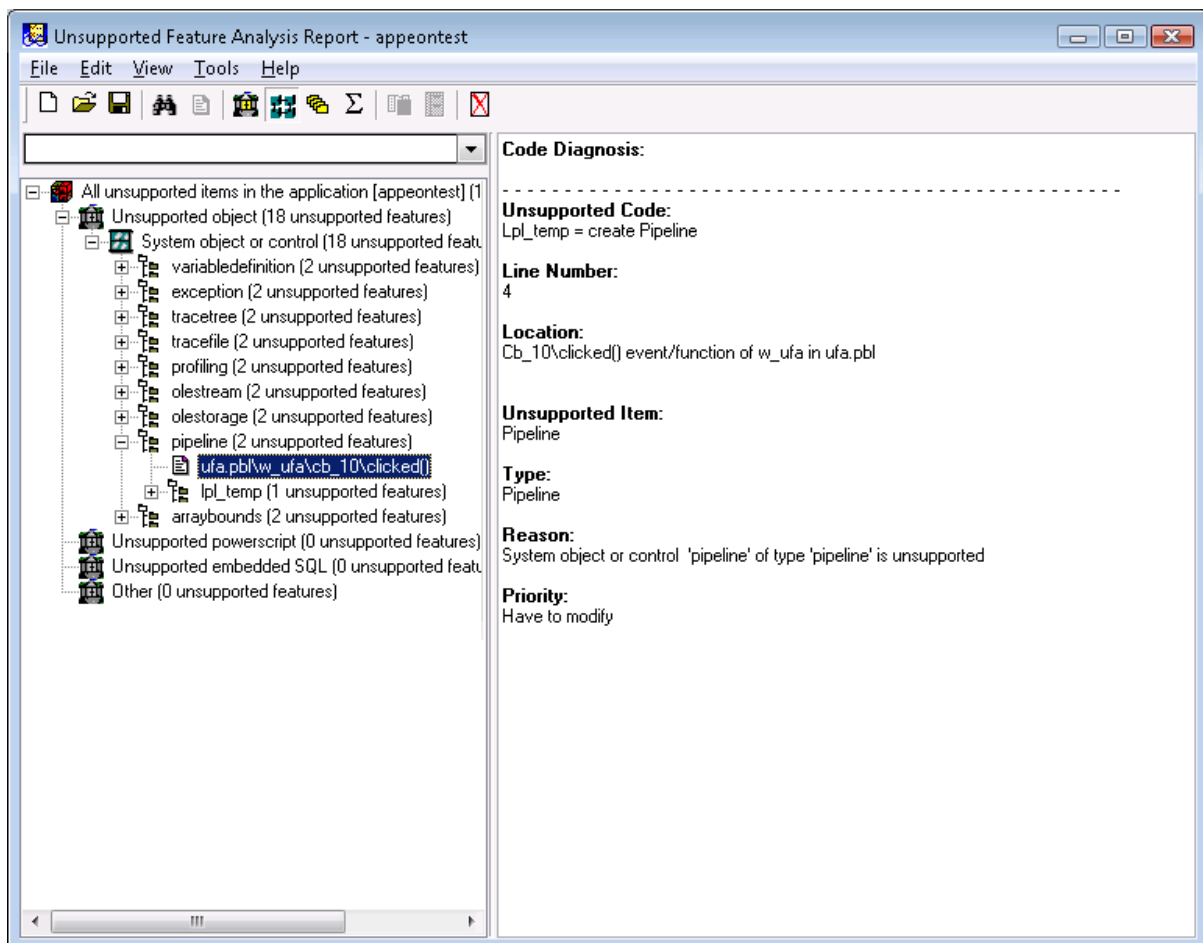 Unsupported Feature Analysis Report - appeontest
File Edit View Tools Help
All unsupported items in the application [appeontest] (1
Unsupported object (18 unsupported features)
System object or control (18 unsupported featu
variabledefinition (2 unsupported features)
exception (2 unsupported features)
tracetree (2 unsupported features)
tracefile (2 unsupported features)
profiling (2 unsupported features)
olestream (2 unsupported features)
olestorage (2 unsupported features)
pipeline (2 unsupported features)
ufa.pbl\w_ufa\cb_10\clicked()
lpl_temp (1 unsupported features)
arraybounds (2 unsupported features)
Unsupported powerscript (0 unsupported features)
Unsupported embedded SQL (0 unsupported featu
Other (0 unsupported features)
Code Diagnosis:
- - - - - - - - - - - - - - - - - - - - - - - - - - - - - - - - - - - - - - - - - - - - - - - - - -
Unsupported Code:
Lpl_temp = create Pipeline
Line Number:
4
Location:
Cb_10\clicked() event/function of w_ufa in ufa.pbl
Unsupported Item:
Pipeline
Type:
Pipeline
Reason:
System object or control 'pipeline' of type 'pipeline' is unsupported
Priority:
Have to modify